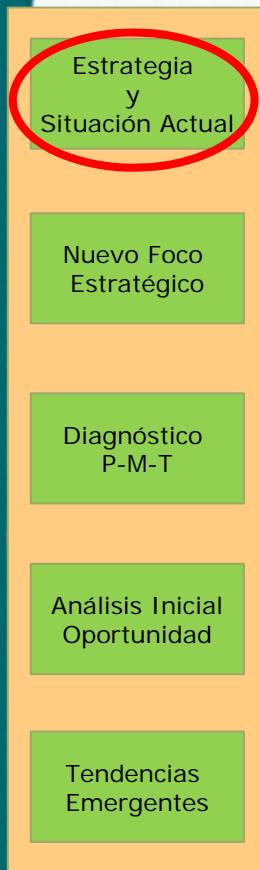 Estrategia
y
Situación Actual
Nuevo Foco
Estratégico
Diagnóstico
P-M-T
Análisis Inicial
Oportunidad
Tendencias
Emergentes